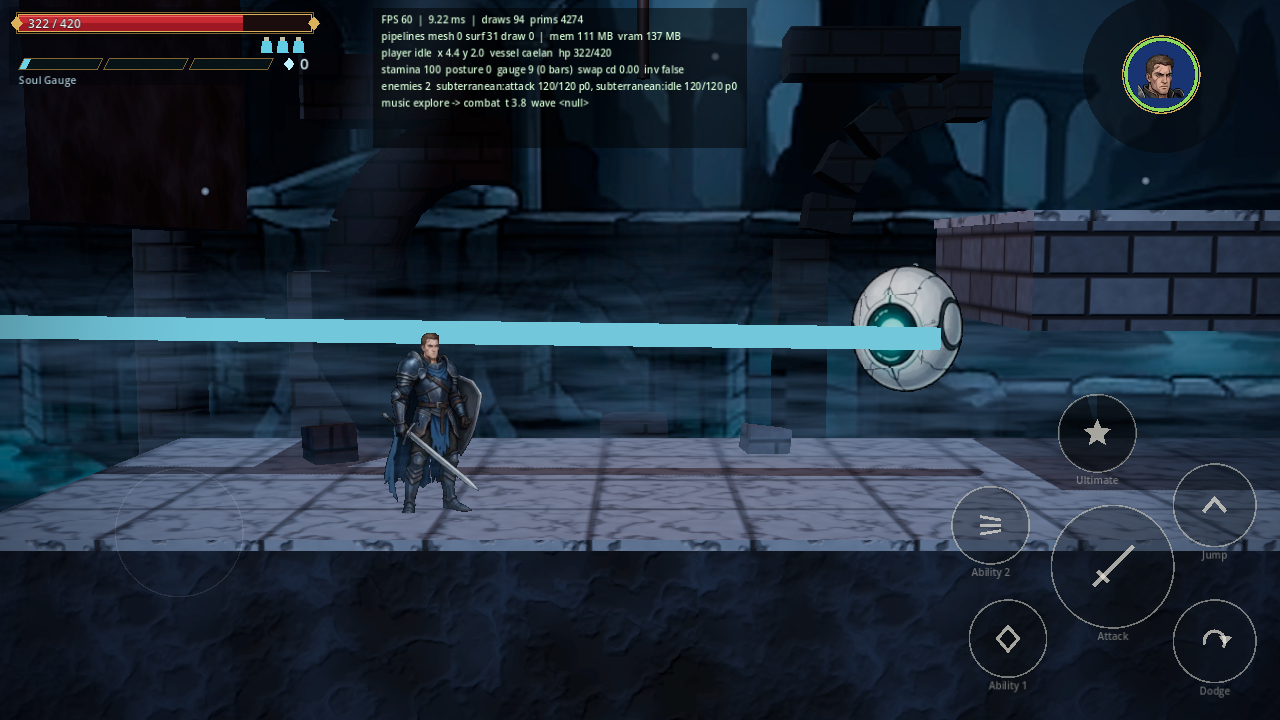 322 / 420
0
Soul Gauge
FPS 60 | 9.22 ms | draws 94 prims 4274
pipelines mesh 0 surf 31 draw 0 | mem 111 MB vram 137 MB
player idle x 4.4 y 2.0 vessel caelan hp 322/420
stamina 100 posture 0 gauge 9 (0 bars) swap cd 0.00 inv false
enemies 2 subterranean:attack 120/120 p0, subterranean:idle 120/120 p0
music explore -> combat t 3.8 wave <null>
Ultimate
Jump
Ability 2
Attack
Ability 1
Dodge